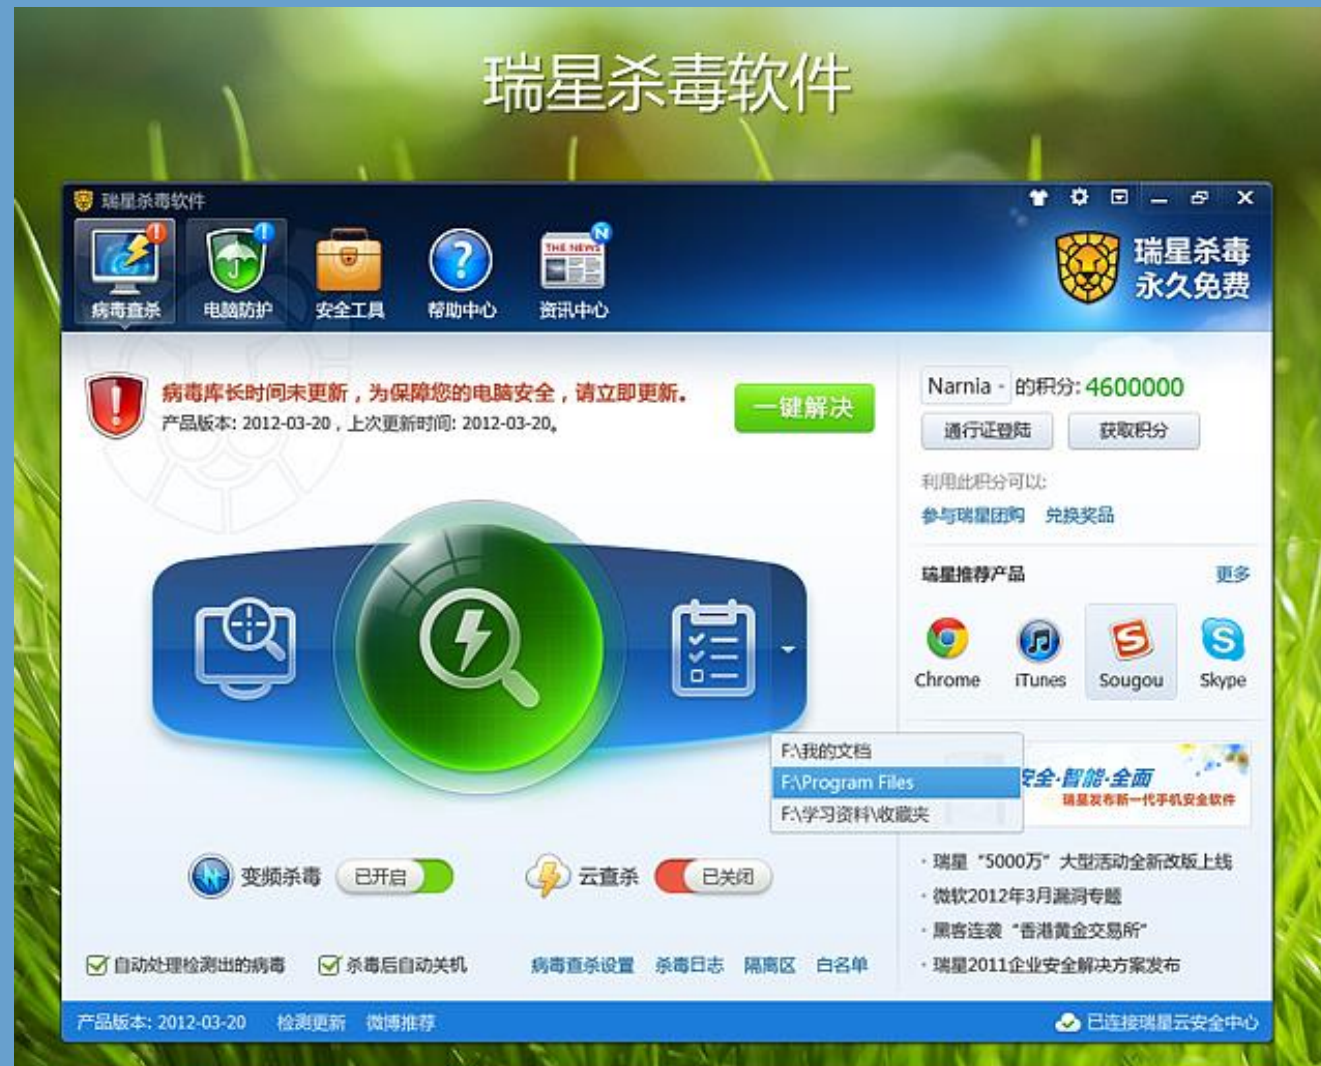 瑞星杀毒软件
瑞星杀毒软件
病毒查杀
电脑防护
安全工具
帮助中心
THE NEWS
N
资讯中心
瑞星杀毒
永久免费
病毒库长时间未更新，为保障您的电脑安全，请立即更新。
产品版本: 2012-03-20，上次更新时间: 2012-03-20。
一键解决
Narnia - 的积分: 4600000
通行证登陆 获取积分
利用此积分可以:
参与瑞星团购 兑换奖品
瑞星推荐产品 更多
Chrome iTunes Sougou Skype
F:\我的文档
F:\Program Files
F:\学习资料\收藏夹
安全·智能·全面
瑞星发布新一代手机安全软件
变频杀毒 已开启
云查杀 已关闭
· 瑞星“5000万”大型活动全新改版上线
· 微软2012年3月漏洞专题
· 黑客连袭“香港黄金交易所”
· 瑞星2011企业安全解决方案发布
自动处理检测出的病毒 杀毒后自动关机 病毒查杀设置 杀毒日志 隔离区 白名单
产品版本: 2012-03-20 检测更新 微博推荐 已连接瑞星云安全中心